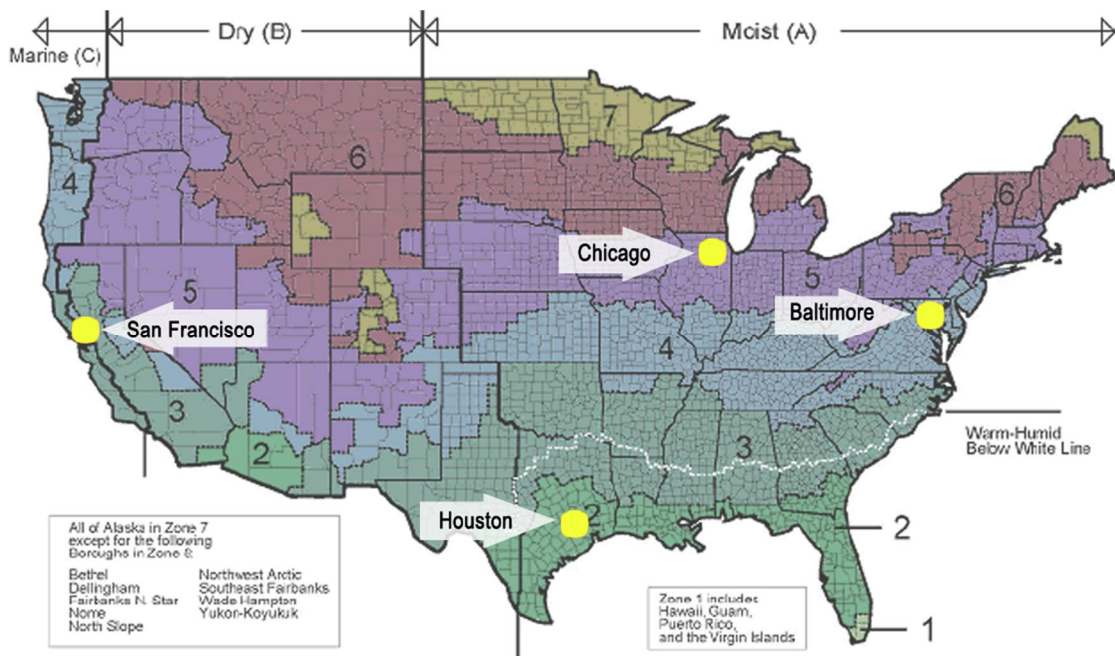 Marine (C)
Dry (B)
Moist (A)
7
6
6
4
Chicago
5
5
San Francisco
Baltimore
4
3
3
2
Warm-Humid
Below White Line
Houston
2
2
1
All of Alaska in Zone 7
except for the following
Boroughs in Zone 8:
Bethel Northwest Arctic
Dellingham Southeast Fairbanks
Fairbanks N. Star Wade Hampton
Nome Yukon-Koyukuk
North Slope
Zone 1 includes
Hawaii, Guam,
Puerto Rico,
and the Virgin Islands